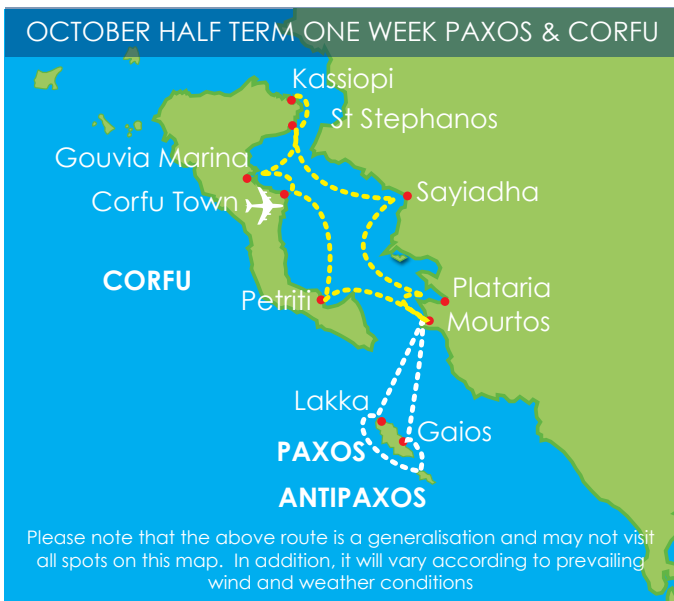 OCTOBER HALF TERM ONE WEEK PAXOS & CORFU
Kassiopi
St Stephanos
Gouvia Marina
Sayiadha
Corfu Town
CORFU
Plataria
Petriti
Mourtos
Lakka
Gaios
PAXOS
ANTIPAXOS
Please note that the above route is a generalisation and may not visit
all spots on this map. In addition, it will vary according to prevailing
wind and weather conditions